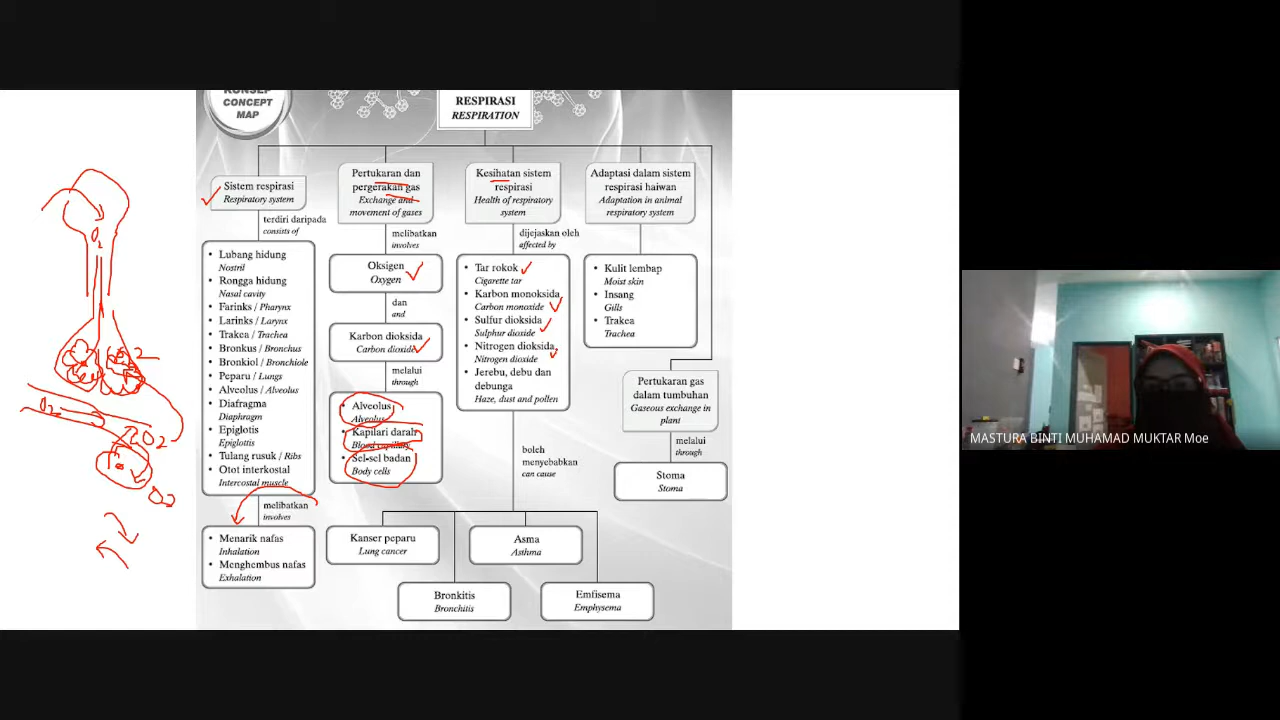 KONSEP
CONCEPT
MAP
RESPIRASI
RESPIRATION
Sistem respirasi
Respiratory system
terdiri daripada
consists of
• Lubang hidung
Nostril
• Rongga hidung
Nasal cavity
• Farinks / Pharynx
• Larinks / Larynx
• Trakea / Trachea
• Bronkus / Bronchus
• Bronkiol / Bronchiole
• Peparu / Lungs
• Alveolus / Alveolus
• Diafragma
Diaphragm
• Epiglotis
Epiglottis
• Tulang rusuk / Ribs
• Otot interkostal
Intercostal muscle
melibatkan
involves
• Menarik nafas
Inhalation
• Menghembus nafas
Exhalation
Pertukaran dan
pergerakan gas
Exchange and
movement of gases
melibatkan
involves
Oksigen
Oxygen
dan
and
Karbon dioksida
Carbon dioxide
melalui
through
• Alveolus
Alveolus
• Kapilari darah
Blood capillary
• Sel-sel badan
Body cells
Kesihatan sistem
respirasi
Health of respiratory
system
dijejaskan oleh
affected by
• Tar rokok
Cigarette tar
• Karbon monoksida
Carbon monoxide
• Sulfur dioksida
Sulphur dioxide
• Nitrogen dioksida
Nitrogen dioxide
• Jerebu, debu dan
debunga
Haze, dust and pollen
boleh
menyebabkan
can cause
Kanser peparu
Lung cancer
Asma
Asthma
Bronkitis
Bronchitis
Emfisema
Emphysema
Adaptasi dalam sistem
respirasi haiwan
Adaptation in animal
respiratory system
• Kulit lembap
Moist skin
• Insang
Gills
• Trakea
Trachea
Pertukaran gas
dalam tumbuhan
Gaseous exchange in
plant
melalui
through
Stoma
Stoma
O2
O2
O2
MASTURA BINTI MUHAMAD MUKTAR Moe